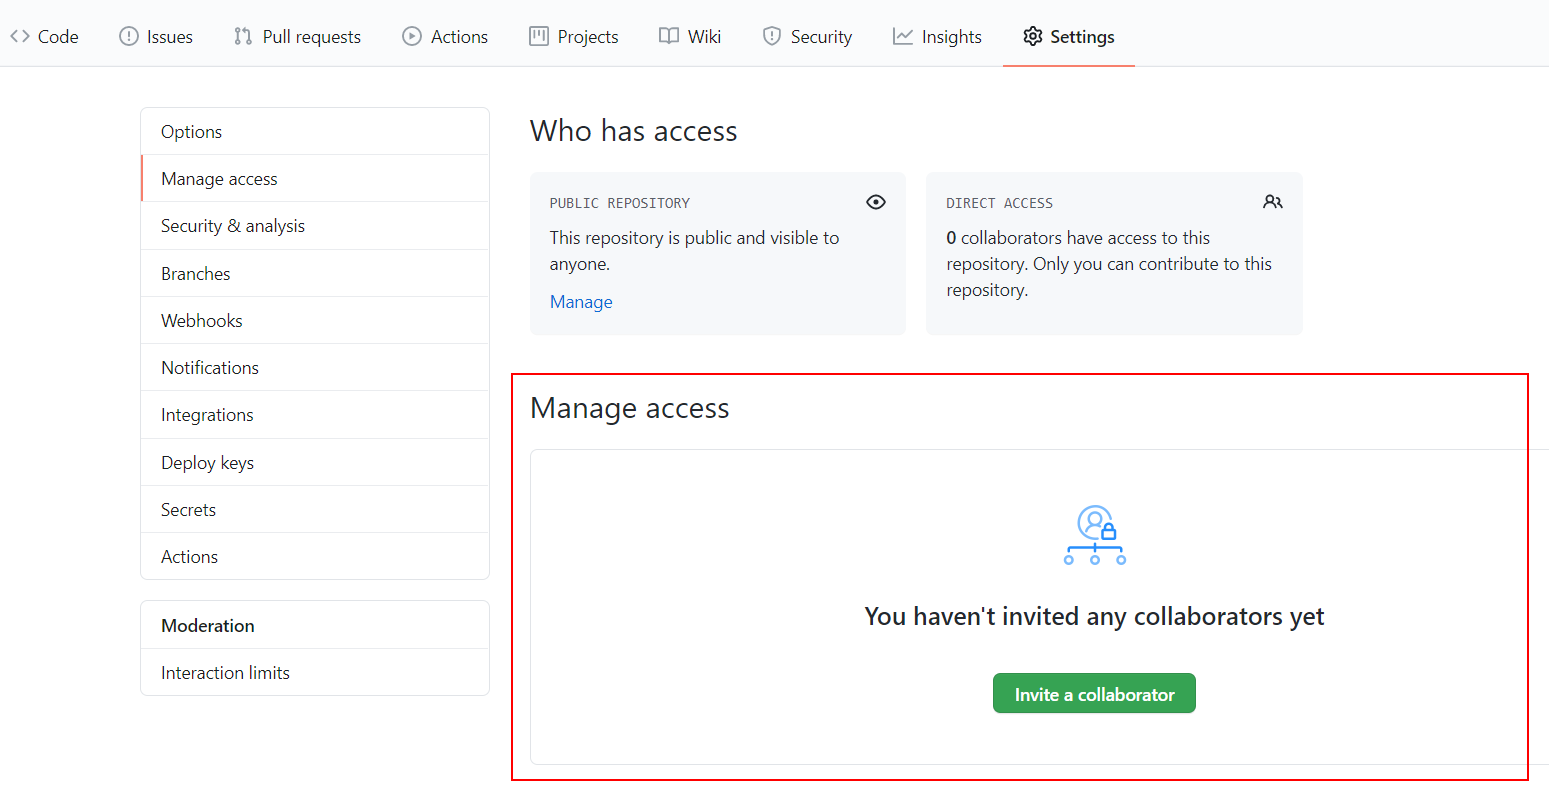 Code Issues Pull requests Actions Projects Wiki Security Insights Settings
Options
Manage access
Security & analysis
Branches
Webhooks
Notifications
Integrations
Deploy keys
Secrets
Actions
Moderation
Interaction limits
Who has access
PUBLIC REPOSITORY
This repository is public and visible to
anyone.
Manage
DIRECT ACCESS
0 collaborators have access to this
repository. Only you can contribute to this
repository.
Manage access
You haven't invited any collaborators yet
Invite a collaborator